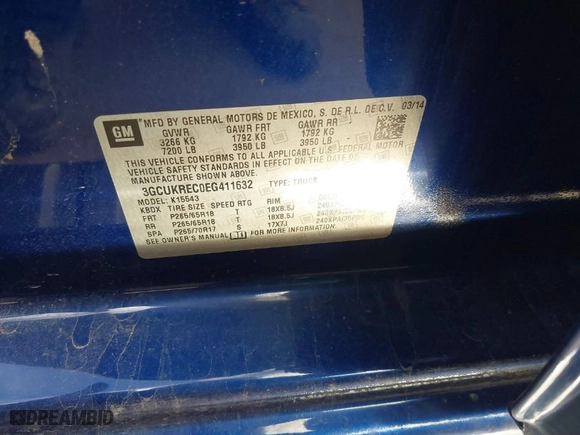 GM
MFD BY GENERAL MOTORS DE MEXICO, S. DE R.L. DE C.V. 03/14
GVWR GAWR FRT GAWR RR
3266 KG 1792 KG 1792 KG
7200 LB 3950 LB 3950 LB
THIS VEHICLE CONFORMS TO ALL APPLICABLE U.S. FEDERAL MOTOR
VEHICLE SAFETY STANDARDS IN EFFECT ON THE DATE OF
MANUFACTURE SHOWN ABOVE.
3GCUKREC0EG411632 TYPE: TRUCK
MODEL: K15543
KBDX TIRE SIZE SPEED RTG RIM
FRT P265/65R18 T 18X8.5J
RR P265/65R18 T 18X8.5J
SPA P265/70R17 S 17X7J
SEE OWNER'S MANUAL FOR MORE INFORMATION.
DREAMBID